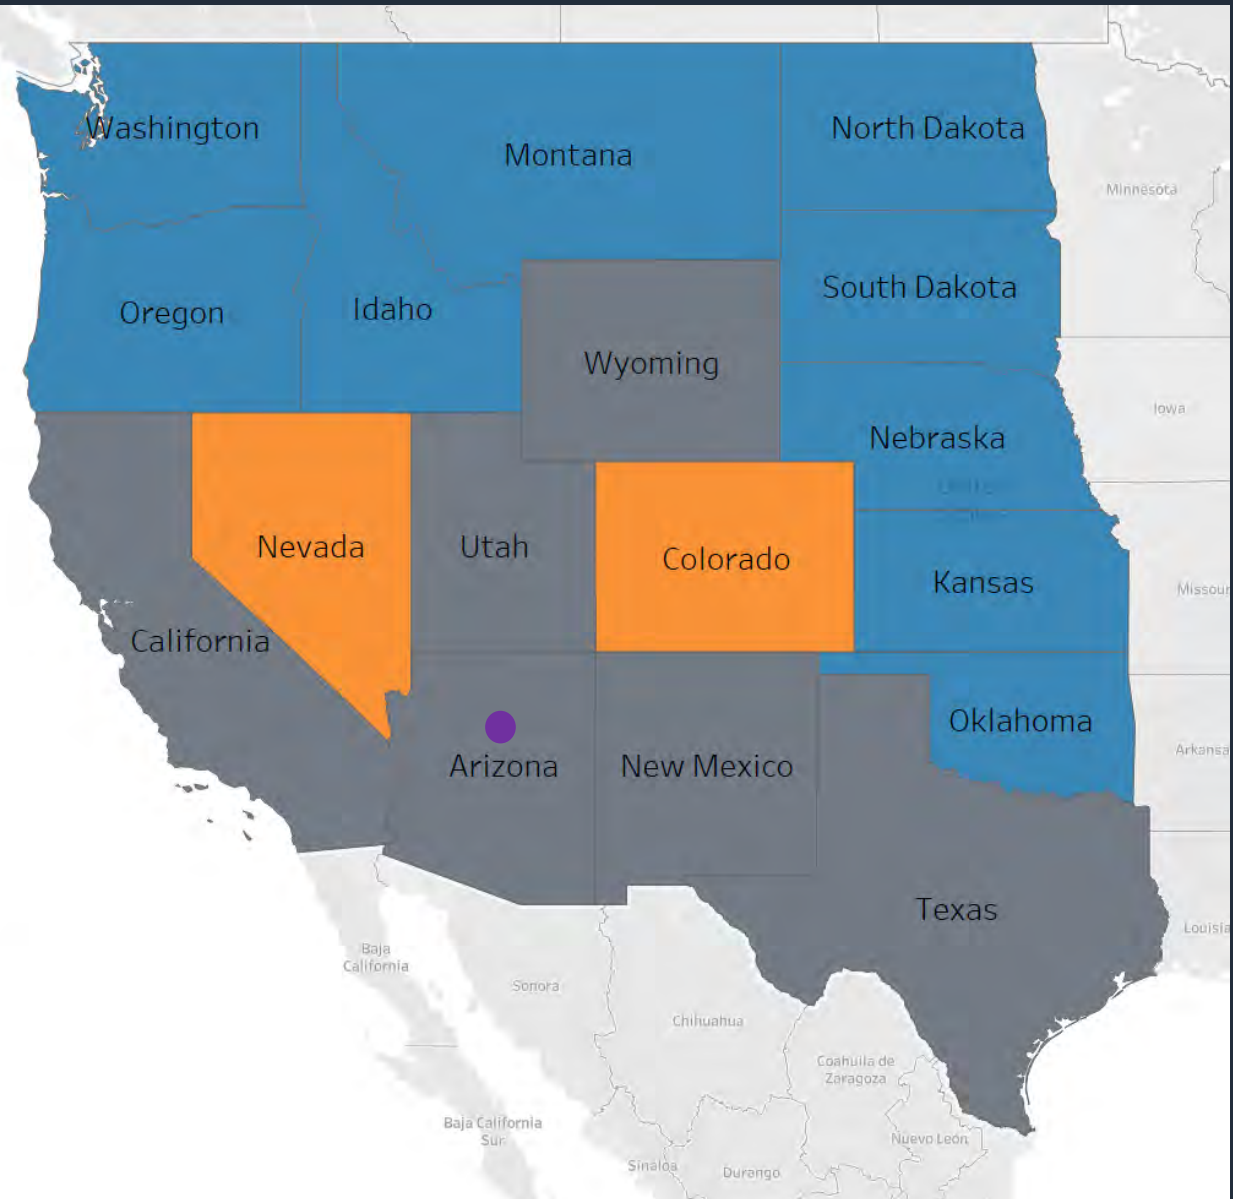 Washington
North Dakota
Montana
Minnesota
South Dakota
Oregon
Idaho
Wyoming
Iowa
Nebraska
Nevada
Utah
Colorado
Kansas
Missour
California
Oklahoma
Arkansa
Arizona
New Mexico
Texas
Louisia
Baja
California
Sonora
Chihuahua
Coahuila de
Zaragoza
Baja California
Sur
Nuevo León
Sinaloa
Durango